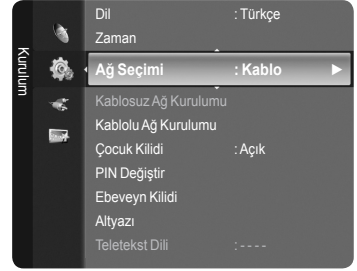 Kurulum
Dil : Türkçe
Zaman
Ağ Seçimi : Kablo
Kablosuz Ağ Kurulumu
Kablolu Ağ Kurulumu
Çocuk Kilidi : Açık
PIN Değiştir
Ebeveyn Kilidi
Altyazı
Teletekst Dili : - - - -